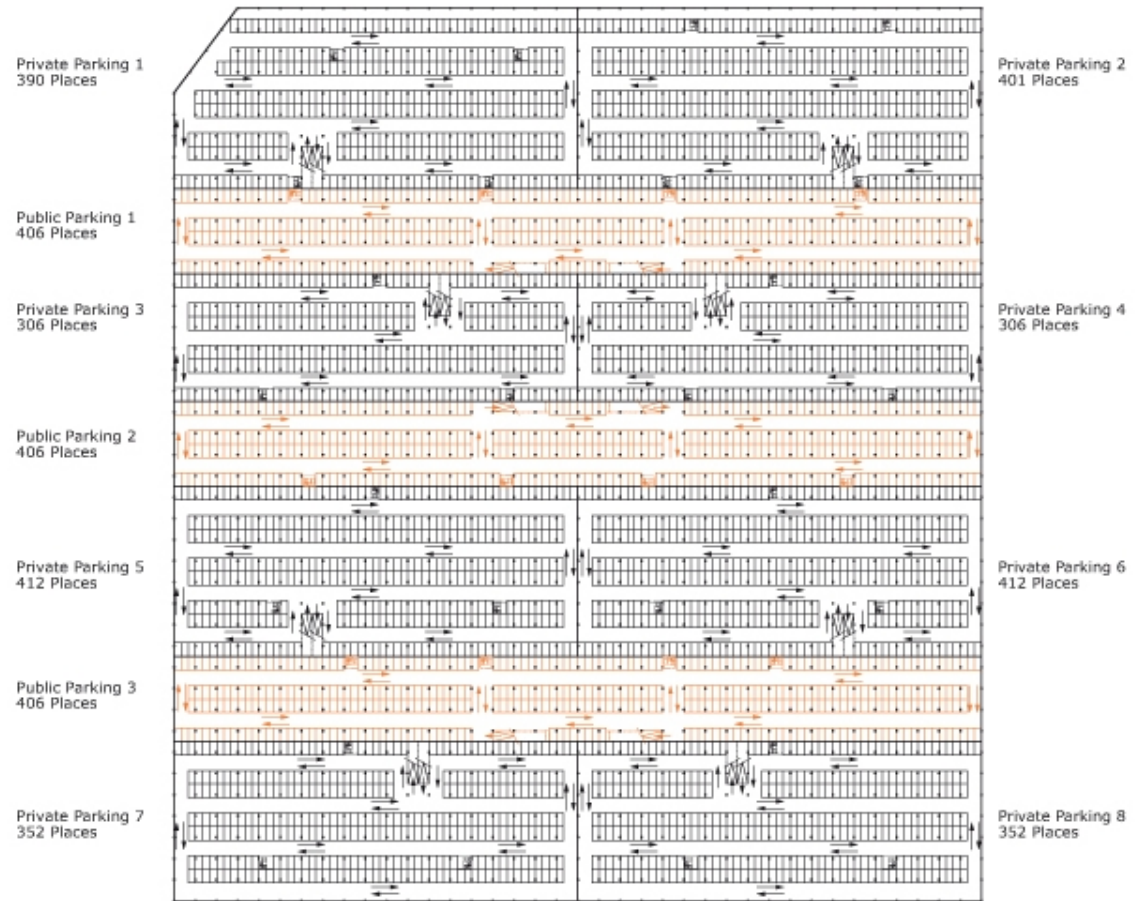 Private Parking 1
390 Places
Private Parking 2
401 Places
Public Parking 1
406 Places
Private Parking 3
306 Places
Private Parking 4
306 Places
Public Parking 2
406 Places
Private Parking 5
412 Places
Private Parking 6
412 Places
Public Parking 3
406 Places
Private Parking 7
352 Places
Private Parking 8
352 Places